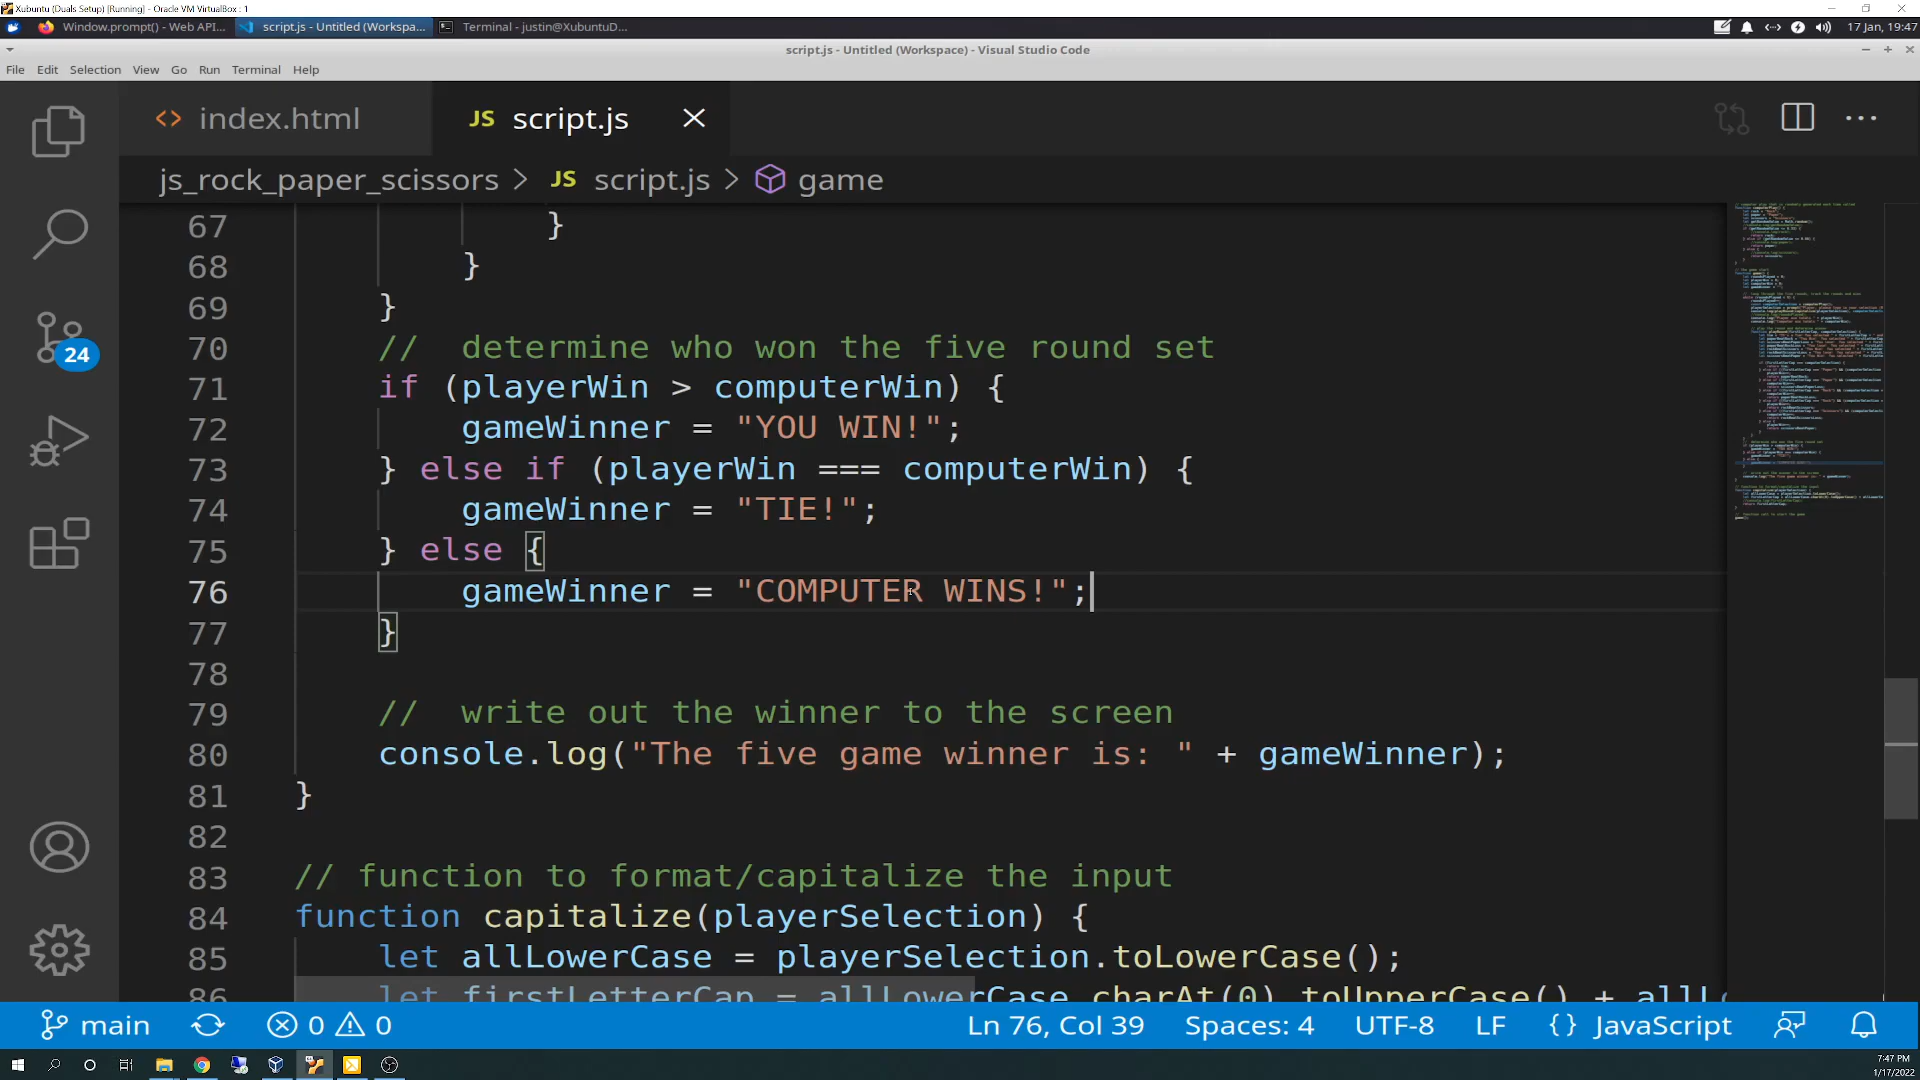 Xubuntu (Duals Setup) [Running] - Oracle VM VirtualBox : 1
Window.prompt() - Web API...
script.js - Untitled (Workspa...
Terminal - justin@XubuntuD...
17 Jan, 19:47
script.js - Untitled (Workspace) - Visual Studio Code
File Edit Selection View Go Run Terminal Help
<> index.html
JS script.js
js_rock_paper_scissors > JS script.js > game
67 }
68 }
69 }
70 // determine who won the five round set
71 if (playerWin > computerWin) {
72 gameWinner = "YOU WIN!";
73 } else if (playerWin === computerWin) {
74 gameWinner = "TIE!";
75 } else {
76 gameWinner = "COMPUTER WINS!";
77 }
78
79 // write out the winner to the screen
80 console.log("The five game winner is: " + gameWinner);
81 }
82
83 // function to format/capitalize the input
84 function capitalize(playerSelection) {
85 let allLowerCase = playerSelection.toLowerCase();
86 let firstLetterCap = allLowerCase.charAt(0).toUpperCase() + allL
24
main
0 0
Ln 76, Col 39
Spaces: 4
UTF-8
LF
{ } JavaScript
7:47 PM
1/17/2022